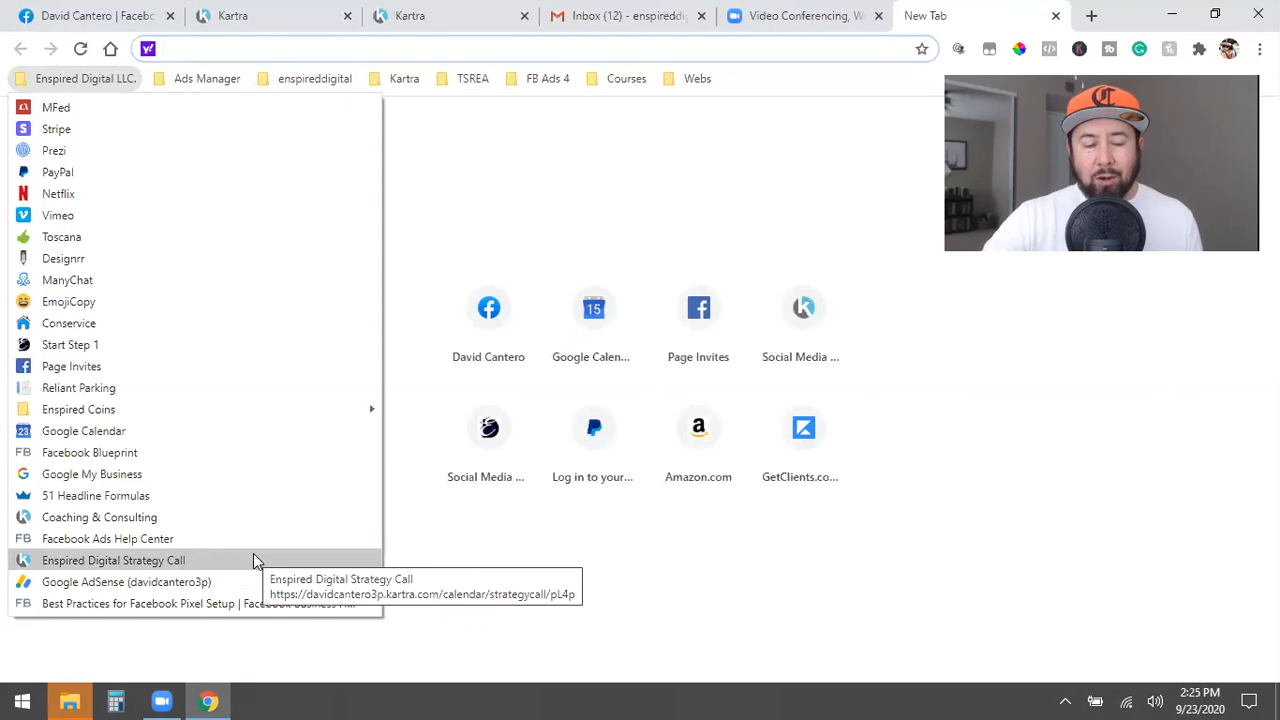 David Cantero | Faceb
Kartra
Kartra
Inbox (12) - enspireddig
Video Conferencing, W
New Tab
y!
Enspired Digital LLC.
Ads Manager
enspireddigital
Kartra
TSREA
FB Ads 4
Courses
Webs
MFed
Stripe
Prezi
PayPal
Netflix
Vimeo
Toscana
Designrr
ManyChat
EmojiCopy
Conservice
Start Step 1
Page Invites
Reliant Parking
Enspired Coins
Google Calendar
Facebook Blueprint
Google My Business
51 Headline Formulas
Coaching & Consulting
Facebook Ads Help Center
Enspired Digital Strategy Call
Google AdSense (davidcantero3p)
Best Practices for Facebook Pixel Setup |
Enspired Digital Strategy Call
https://davidcantero3p.kartra.com/calendar/strategycall/pL4p
15
David Cantero
Google Calen...
Page Invites
Social Media ...
Social Media ...
Log in to your...
Amazon.com
GetClients.co...
2:25 PM
9/23/2020